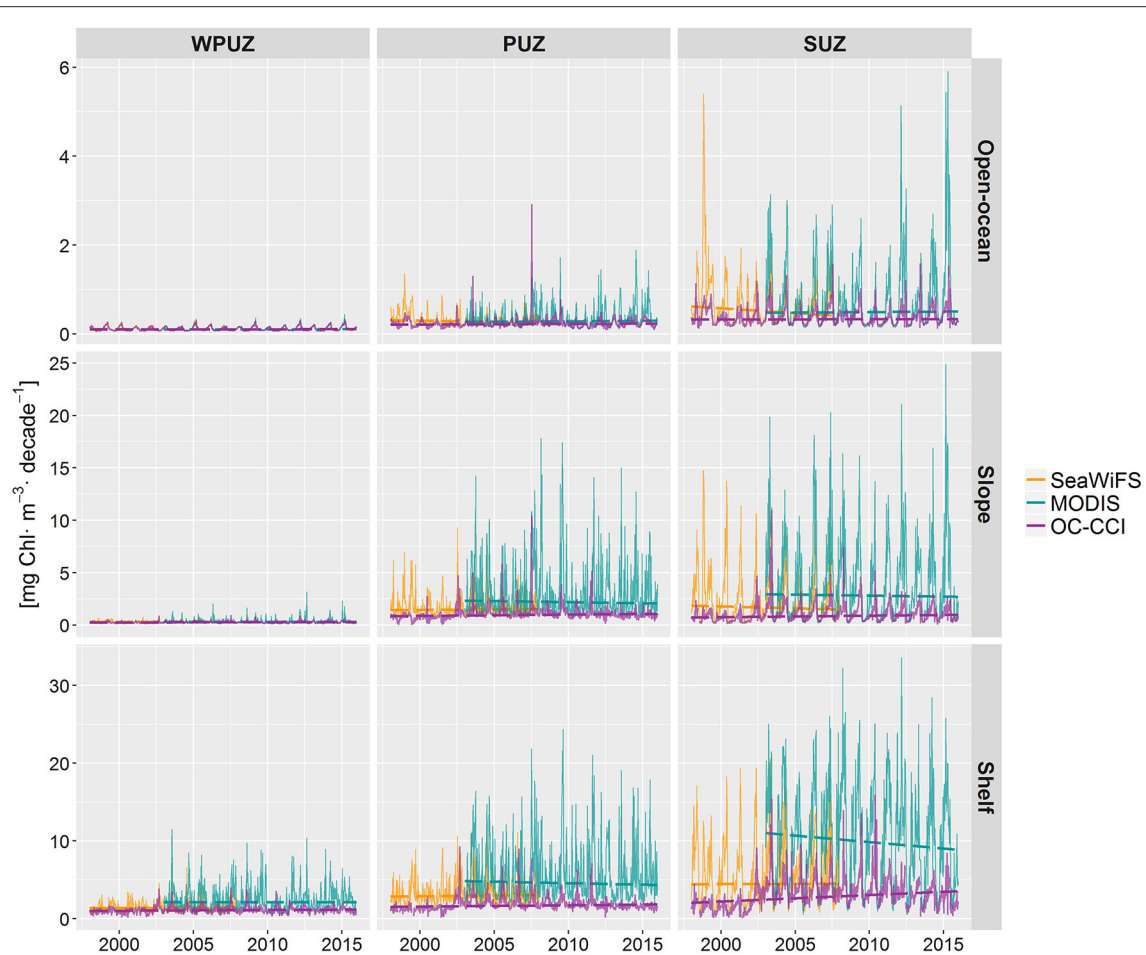 WPUZ PUZ SUZ
6
4
2
0
Open-ocean
25
20
15
10
5
0
Slope
30
20
10
0
Shelf
[mg Chl· m⁻³· decade⁻¹]
2000 2005 2010 2015 2000 2005 2010 2015 2000 2005 2010 2015
SeaWiFS
MODIS
OC-CCI